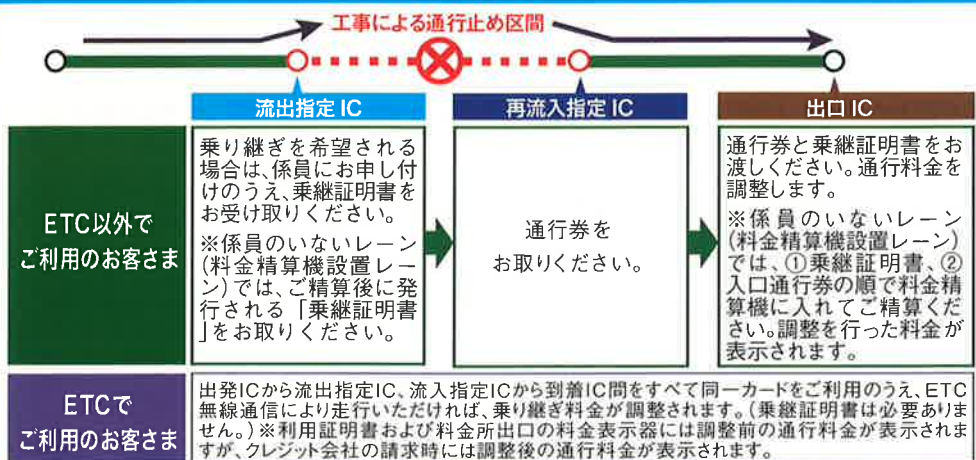 工事による通行止め区間
流出指定 IC
再流入指定 IC
出口 IC
ETC以外で
ご利用のお客さま
乗り継ぎを希望される
場合は、係員にお申し付
けのうえ、乗継証明書を
お受け取りください。
※係員のいないレーン
(料金精算機設置レー
ン)では、ご精算後に発
行される「乗継証明書
」をお取りください。
通行券を
お取りください。
通行券と乗継証明書をお
渡しください。通行料金を
調整します。
※係員のいないレーン
(料金精算機設置レーン)
では、①乗継証明書、②
入口通行券の順で料金精
算機に入れてご精算くだ
さい。調整を行った料金が
表示されます。
ETCで
ご利用のお客さま
出発ICから流出指定IC、流入指定ICから到着IC間をすべて同一カードをご利用のうえ、ETC
無線通信により走行いただければ、乗り継ぎ料金が調整されます。(乗継証明書は必要ありま
せん。)※利用証明書および料金所出口の料金表示器には調整前の通行料金が表示されま
すが、クレジット会社の請求時には調整後の通行料金が表示されます。